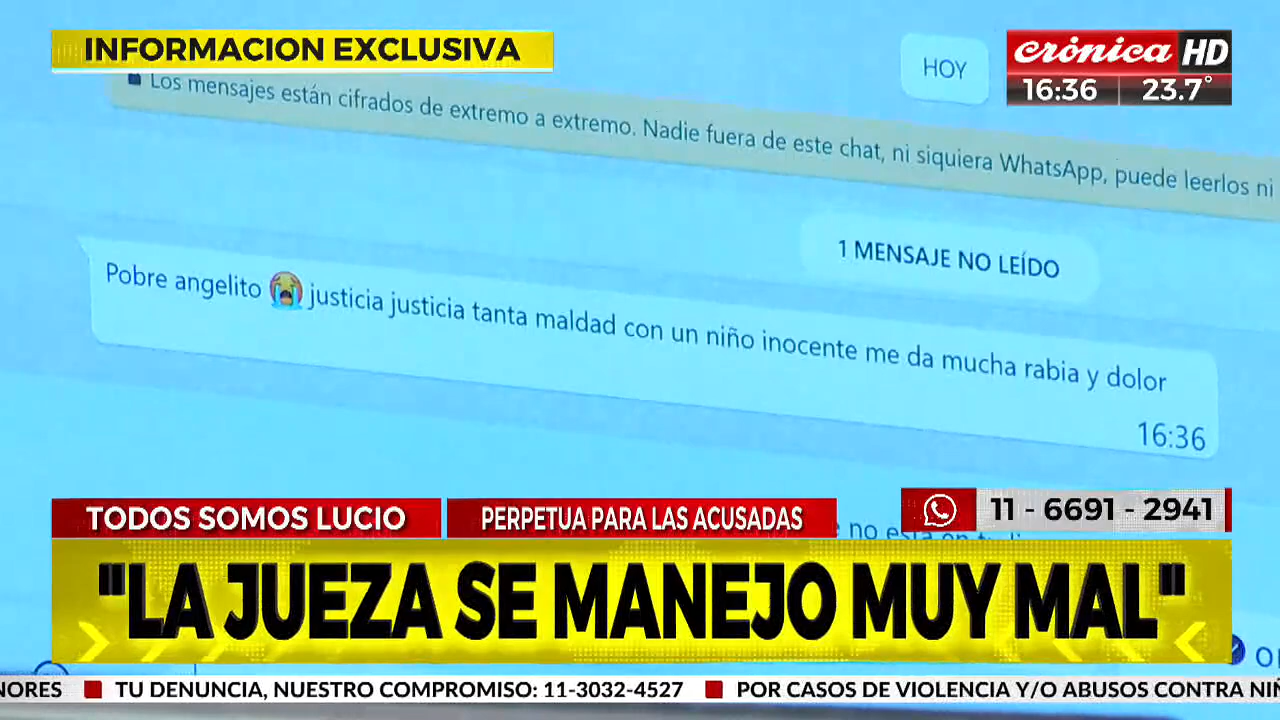 INFORMACION EXCLUSIVA
HOY
crónica HD
16:36 23.7°
Los mensajes están cifrados de extremo a extremo. Nadie fuera de este chat, ni siquiera WhatsApp, puede leerlos ni
1 MENSAJE NO LEÍDO
Pobre angelito 😭 justicia justicia tanta maldad con un niño inocente me da mucha rabia y dolor
16:36
TODOS SOMOS LUCIO
PERPETUA PARA LAS ACUSADAS
11 - 6691 - 2941
"LA JUEZA SE MANEJO MUY MAL"
NORES TU DENUNCIA, NUESTRO COMPROMISO: 11-3032-4527 POR CASOS DE VIOLENCIA Y/O ABUSOS CONTRA NIÑ